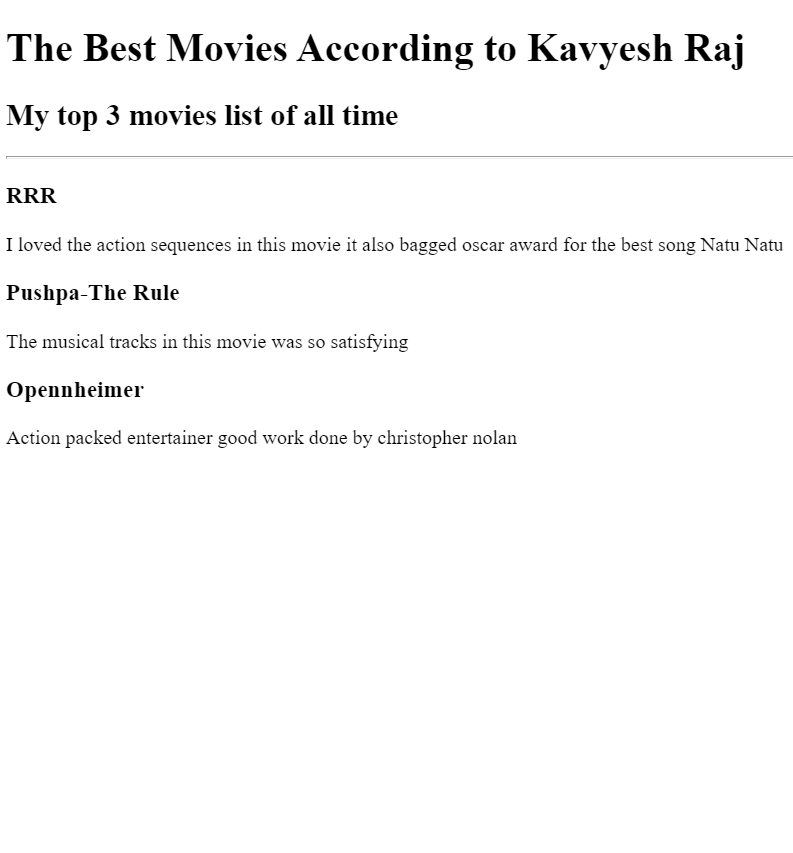 The Best Movies According to Kavyesh Raj
My top 3 movies list of all time
RRR
I loved the action sequences in this movie it also bagged oscar award for the best song Natu Natu
Pushpa-The Rule
The musical tracks in this movie was so satisfying
Opennheimer
Action packed entertainer good work done by christopher nolan